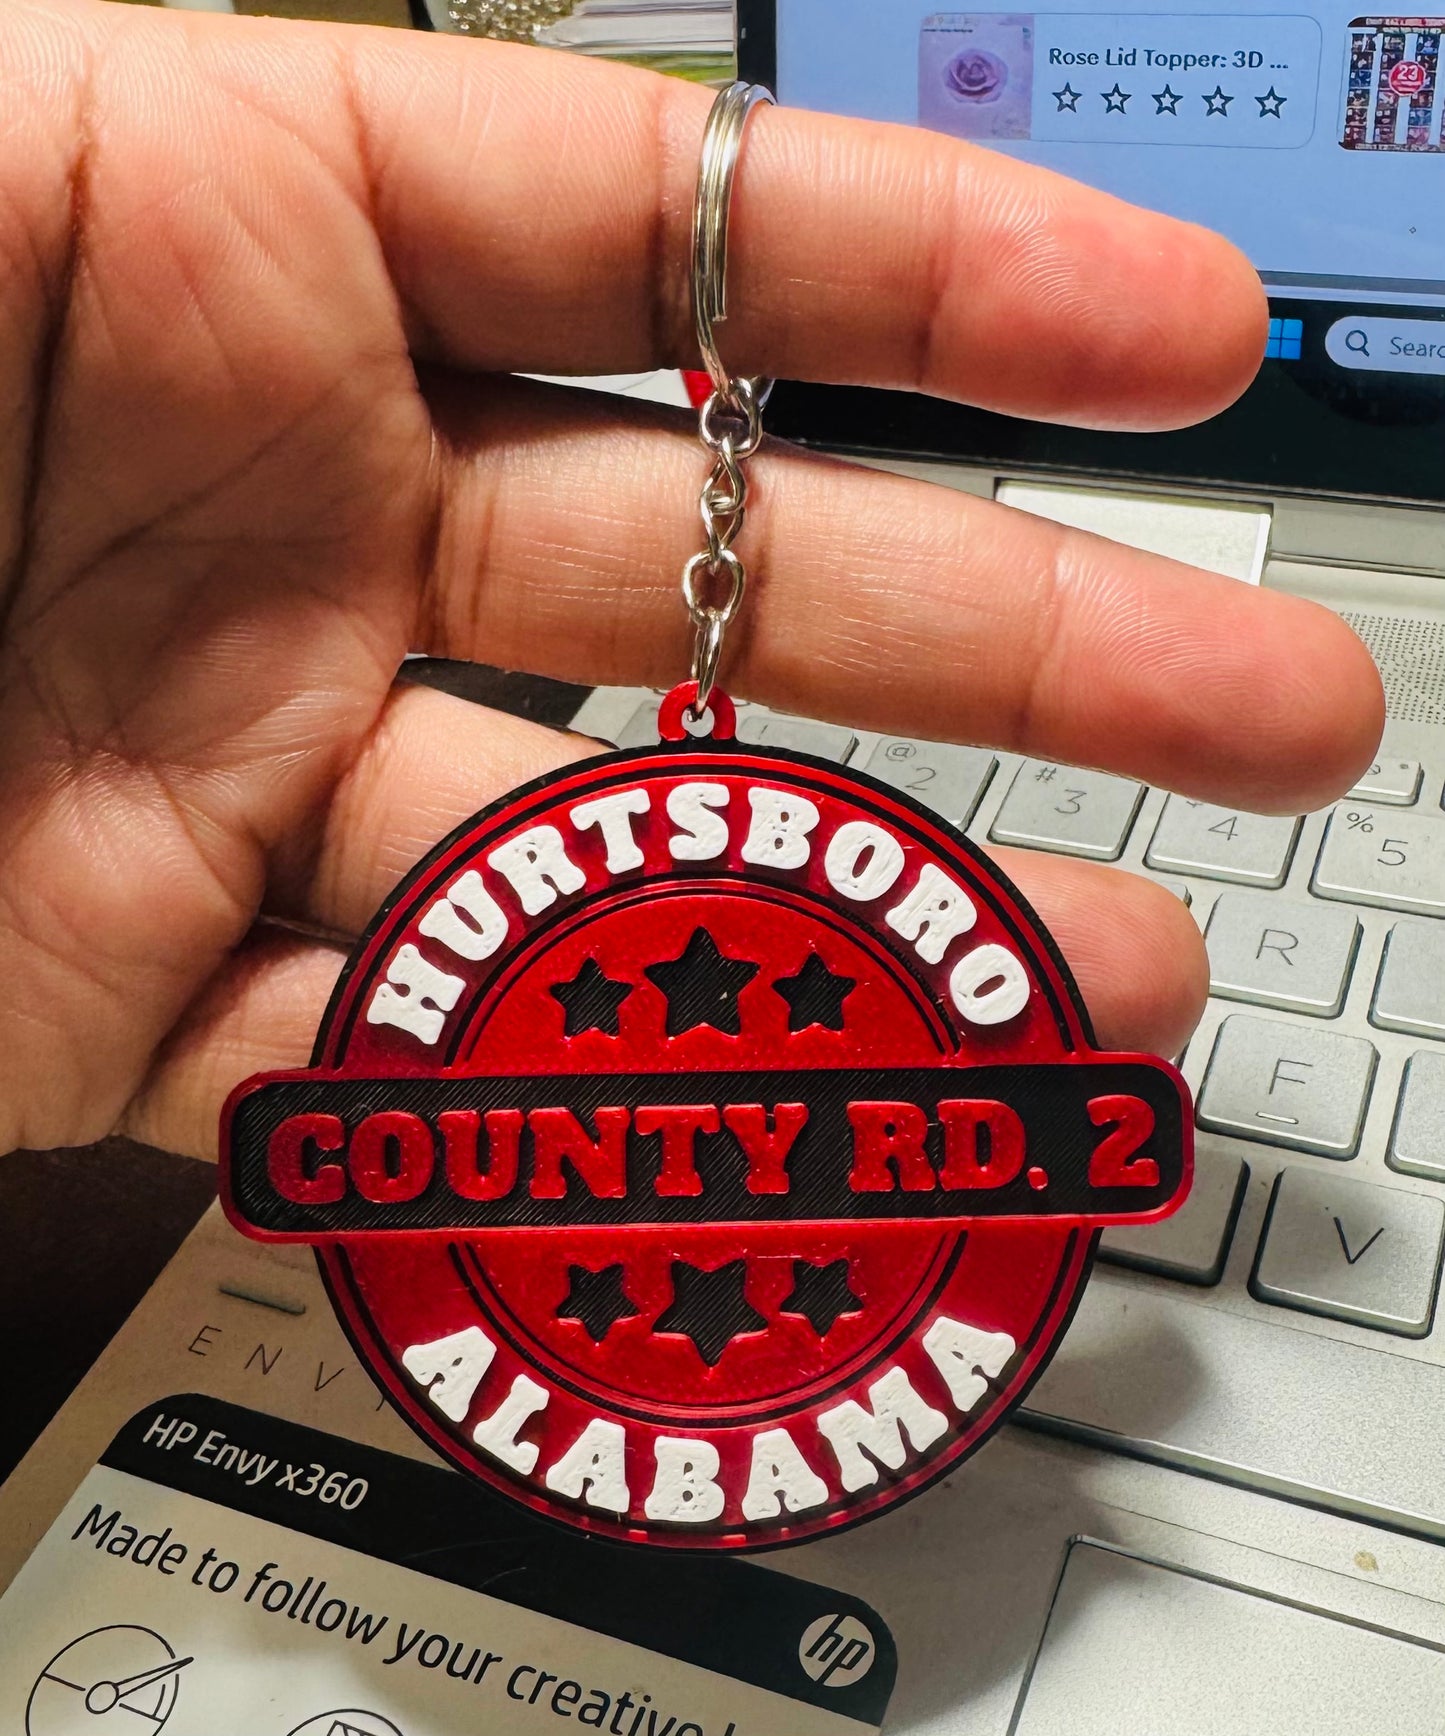 Rose Lid Topper: 3D ...
23
Searc
HURTSBORO
COUNTY RD. 2
ALABAMA
@
2
#
3
4
%
5
R
F
V
ENV
HP Envy x360
Made to follow your creative
hp